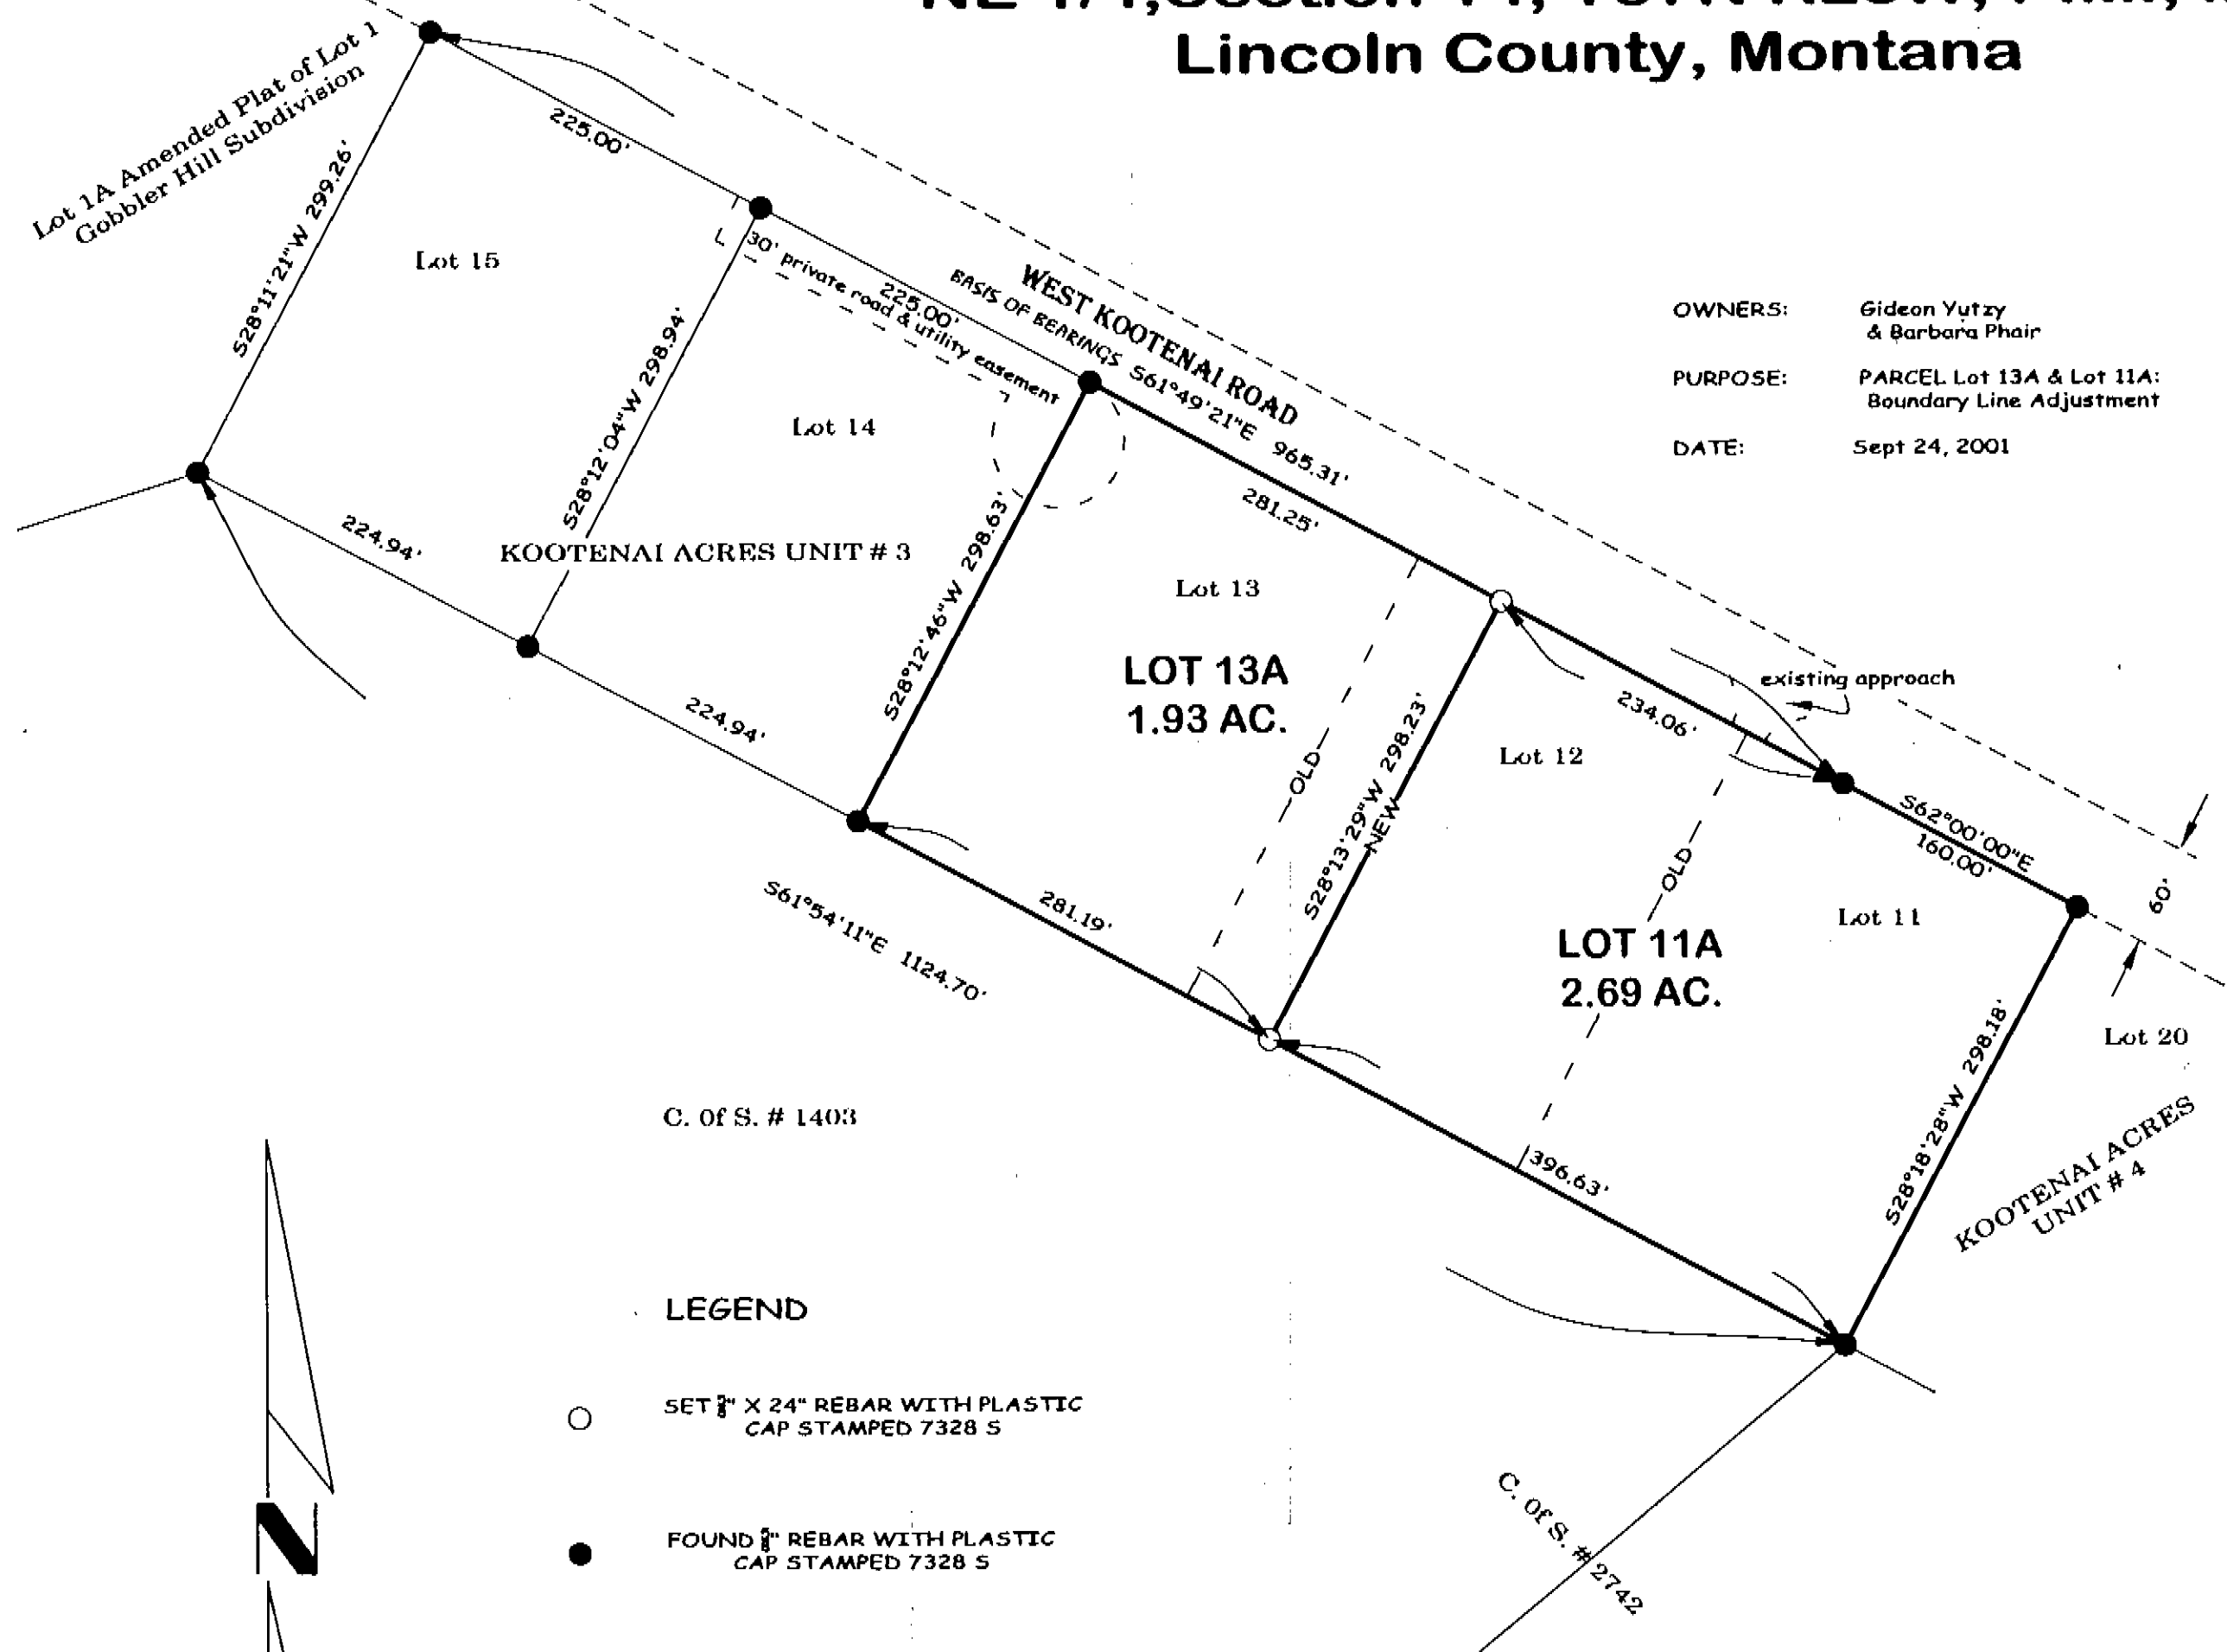 Lincoln County, Montana
Lot 1A Amended Plat of Lot 1
Gobbler Hill Subdivision
225.00'
S28°11'21"W 299.26'
Lot 15
30' private road & utility easement
225.00'
WEST KOOTENAI ROAD
BASIS OF BEARINGS S61°49'21"E 965.31'
OWNERS: Gideon Yutzy
& Barbara Phair
PURPOSE: PARCEL Lot 13A & Lot 11A:
Boundary Line Adjustment
DATE: Sept 24, 2001
S28°12'04"W 298.94'
Lot 14
224.94'
KOOTENAI ACRES UNIT # 3
281.25'
S28°12'46"W 298.63'
Lot 13
LOT 13A
1.93 AC.
224.94'
OLD
S28°13'29"W 298.23'
NEW
234.06'
existing approach
Lot 12
OLD
S62°00'00"E
160.00'
60'
Lot 11
LOT 11A
2.69 AC.
281.19'
S61°54'11"E 1124.70'
Lot 20
S28°18'28"W 298.18'
KOOTENAI ACRES
UNIT # 4
396.63'
C. Of S. # 1403
LEGEND
SET X 24" REBAR WITH PLASTIC
CAP STAMPED 7328 S
FOUND REBAR WITH PLASTIC
CAP STAMPED 7328 S
N
C. Of S. # 2742